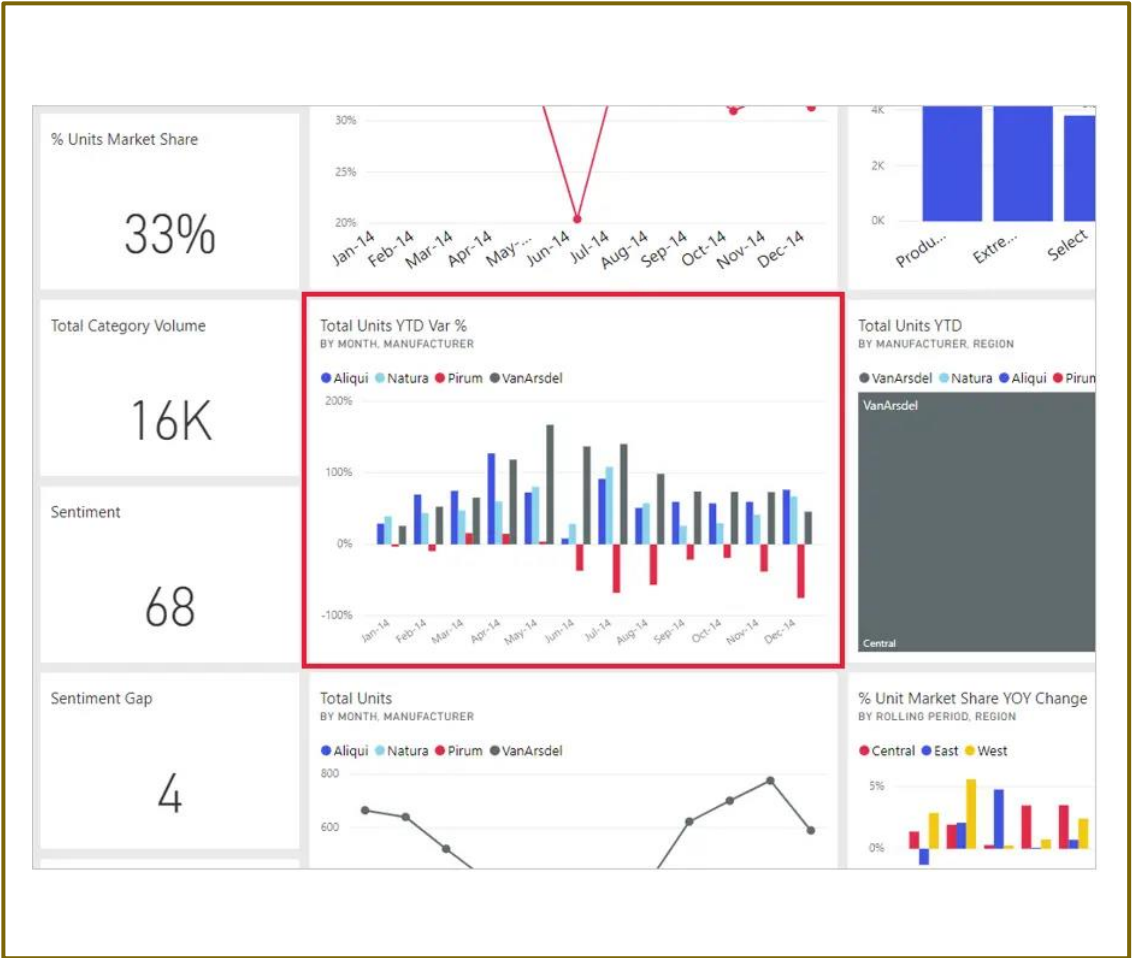 % Units Market Share
33%
30%
25%
20%
Jan-14 Feb-14 Mar-14 Apr-14 May-... Jun-14 Jul-14 Aug-14 Sep-14 Oct-14 Nov-14 Dec-14
4K
2K
0K
Produ... Extre... Select
Total Category Volume
16K
Total Units YTD Var %
BY MONTH, MANUFACTURER
Aliqui Natura Pirum VanArsdel
200%
100%
0%
-100%
Jan-14 Feb-14 Mar-14 Apr-14 May-14 Jun-14 Jul-14 Aug-14 Sep-14 Oct-14 Nov-14 Dec-14
Total Units YTD
BY MANUFACTURER, REGION
VanArsdel Natura Aliqui Pirum
VanArsdel
Central
Sentiment
68
Sentiment Gap
4
Total Units
BY MONTH, MANUFACTURER
Aliqui Natura Pirum VanArsdel
800
600
% Unit Market Share YOY Change
BY ROLLING PERIOD, REGION
Central East West
5%
0%